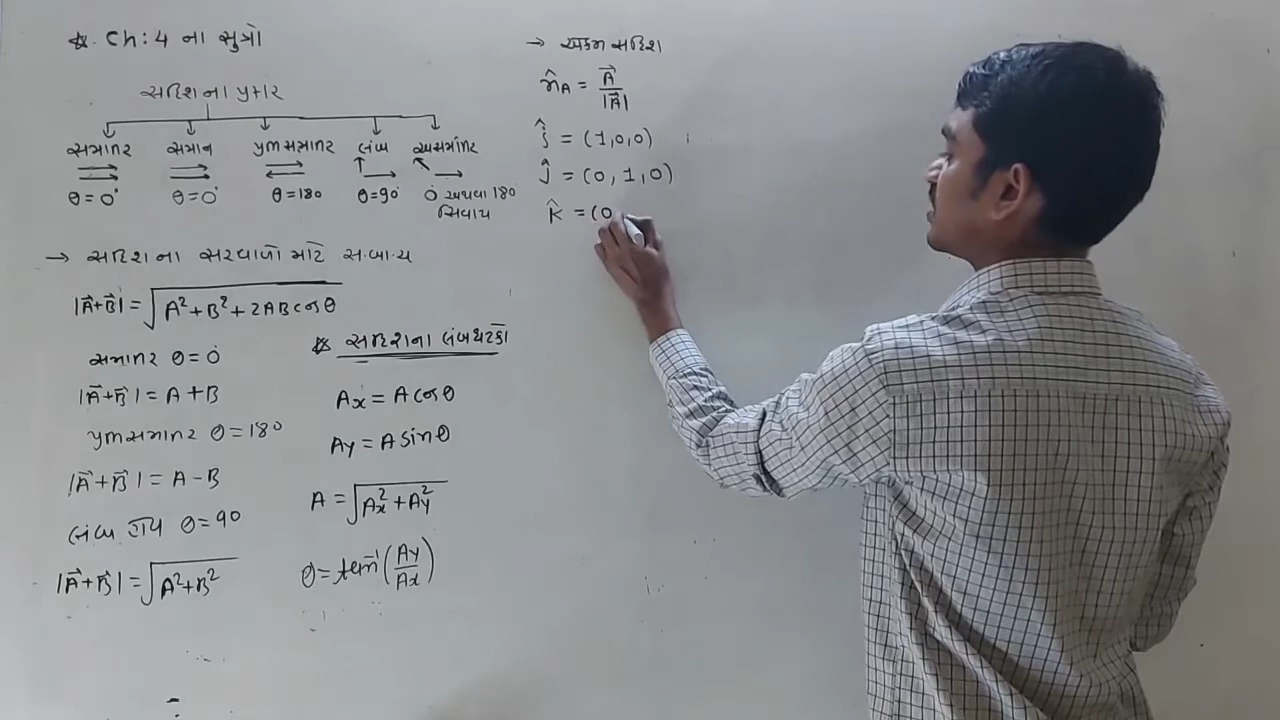 ☆. Ch:4 ના સુત્રો
સદિશના પ્રકાર
સમાંતર સમાન પ્રતિસમાંતર લંબ અસમાંતર
θ = 0° θ = 0° θ = 180 θ = 90° 0° અથવા 180
સિવાય
→ સદિશના સરવાળો માટે
|A⃗+B⃗| = √(A²+B²+2ABcosθ)
સમાંતર θ = 0°
|A⃗+B⃗| = A+B
પ્રતિસમાંતર θ = 180
|A⃗+B⃗| = A-B
લંબ હોય θ = 90
|A⃗+B⃗| = √(A²+B²)
☆ સદિશના લંબઘટકો
Ax = A cosθ
Ay = A sinθ
A = √(Ax²+Ay²)
θ = tan⁻¹(Ay/Ax)
→ એકમ સદિશ
n̂A = A⃗/|A⃗|
î = (1,0,0)
ĵ = (0,1,0)
k̂ = (0